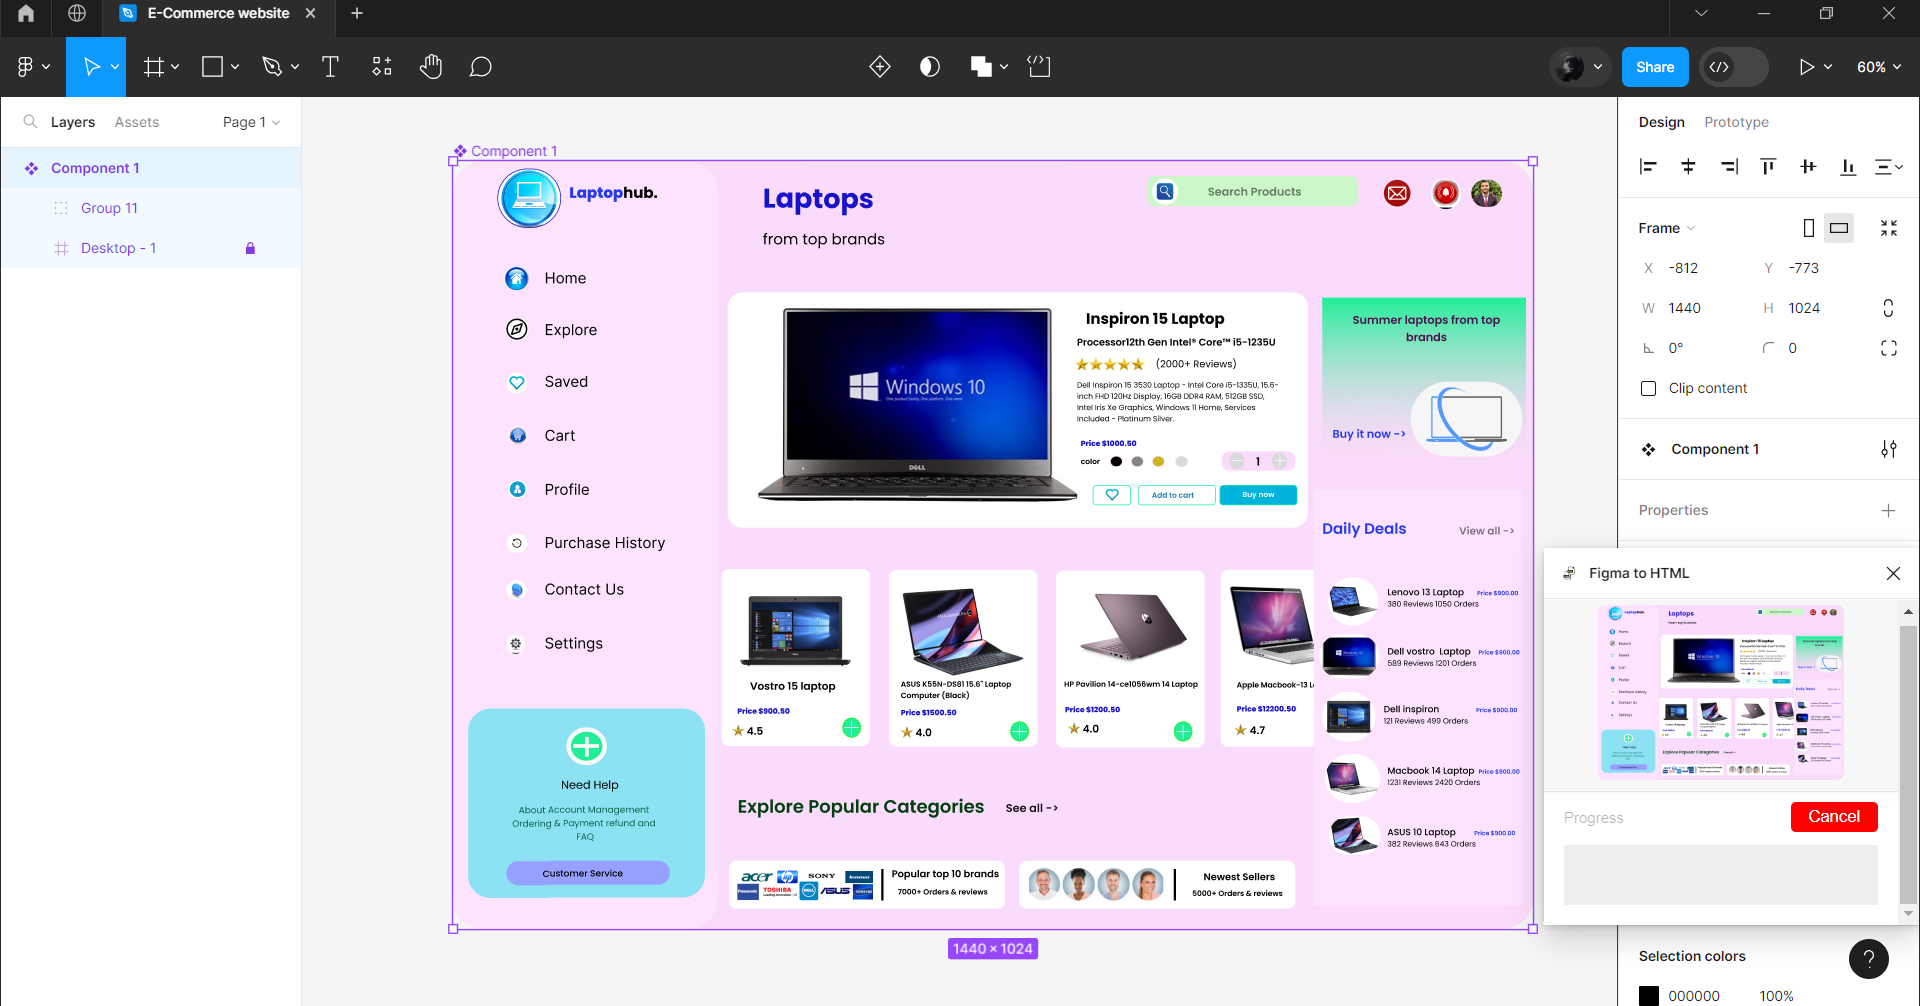 E-Commerce website
Share
60%
Layers
Assets
Page 1
Component 1
Group 11
Desktop - 1
Component 1
Laptophub.
Home
Explore
Saved
Cart
Profile
Purchase History
Contact Us
Settings
Need Help
About Account Management
Ordering & Payment refund and
FAQ
Customer Service
Laptops
from top brands
Search Products
Windows 10
DELL
Inspiron 15 Laptop
Processor12th Gen Intel® Core™ i5-1235U
(2000+ Reviews)
Dell Inspiron 15 3530 Laptop - Intel Core i5-1335U, 15.6-
inch FHD 120Hz Display, 16GB DDR4 RAM, 512GB SSD,
Intel Iris Xe Graphics, Windows 11 Home, Services
Included - Platinum Silver.
Price $1000.50
color
1
Add to cart
Buy now
Summer laptops from top
brands
Buy it now ->
Vostro 15 laptop
Price $900.50
4.5
ASUS K55N-DS81 15.6" Laptop
Computer (Black)
Price $1500.50
4.0
HP Pavilion 14-ce1056wm 14 Laptop
Price $1200.50
4.0
Apple Macbook-13 L
Price $12200.50
4.7
Daily Deals
View all ->
Lenovo 13 Laptop
Price $900.00
380 Reviews 1050 Orders
Dell vostro Laptop
Price $900.00
589 Reviews 1201 Orders
Dell inspiron
Price $900.00
121 Reviews 499 Orders
Macbook 14 Laptop
Price $900.00
1231 Reviews 2420 Orders
ASUS 10 Laptop
Price $900.00
382 Reviews 643 Orders
Explore Popular Categories
See all ->
acer
hp
SONY
lenovo
Panasonic
TOSHIBA
DELL
ASUS
SAMSUNG
Popular top 10 brands
7000+ Orders & reviews
Newest Sellers
5000+ Orders & reviews
1440 × 1024
Design
Prototype
Frame
X -812
Y -773
W 1440
H 1024
0°
0
Clip content
Component 1
Properties
Figma to HTML
Progress
Cancel
Selection colors
000000
100%
?